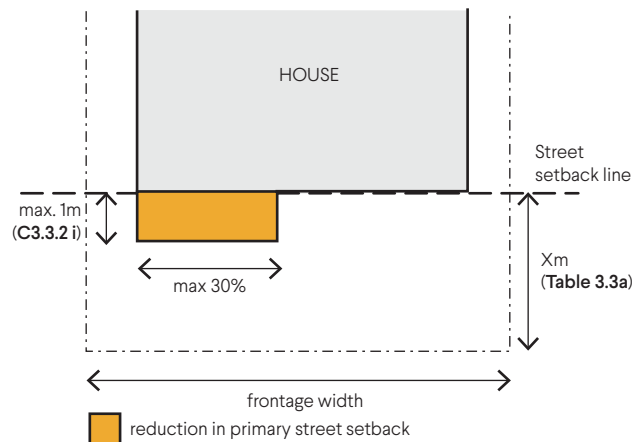 HOUSE
Street
setback line
max. 1m
(C3.3.2 i)
max 30%
Xm
(Table 3.3a)
frontage width
reduction in primary street setback